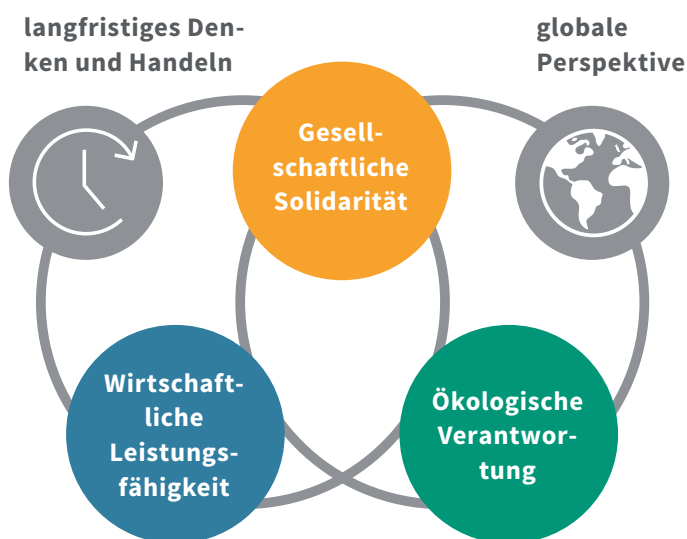 langfristiges Den-
ken und Handeln
globale
Perspektive
Gesell-
schaftliche
Solidarität
Wirtschaft-
liche
Leistungs-
fähigkeit
Ökologische
Verantwor-
tung